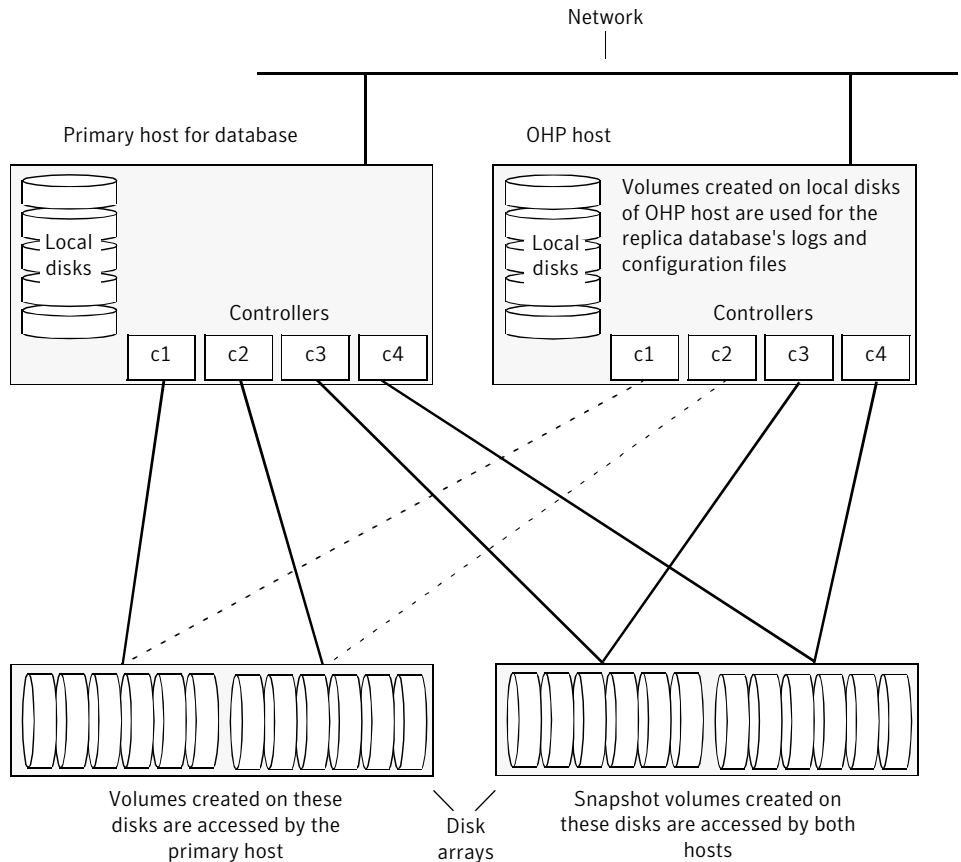 Network
Primary host for database
OHP host
Local
disks
Controllers
c1
c2
c3
c4
Local
disks
Volumes created on local disks
of OHP host are used for the
replica database's logs and
configuration files
Controllers
c1
c2
c3
c4
Volumes created on these
disks are accessed by the
primary host
Disk
arrays
Snapshot volumes created on
these disks are accessed by both
hosts